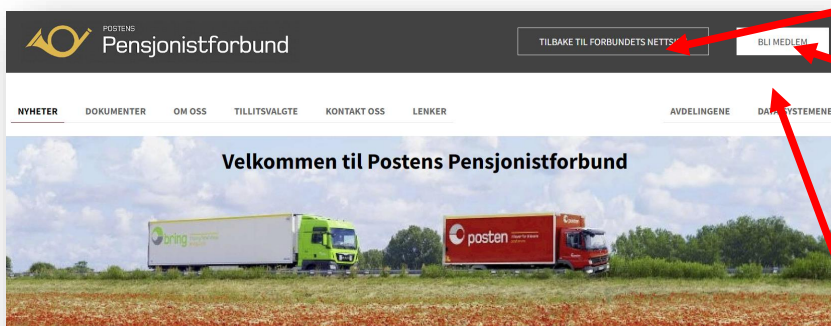 POSTENS
Pensjonistforbund
TILBAKE TIL FORBUNDETS
BLI MEDLEM
NYHETER DOKUMENTER OM OSS TILLITSVALGTE KONTAKT OSS LENKER AVDELINGENE
Velkommen til Postens Pensjonistforbund
bring
posten